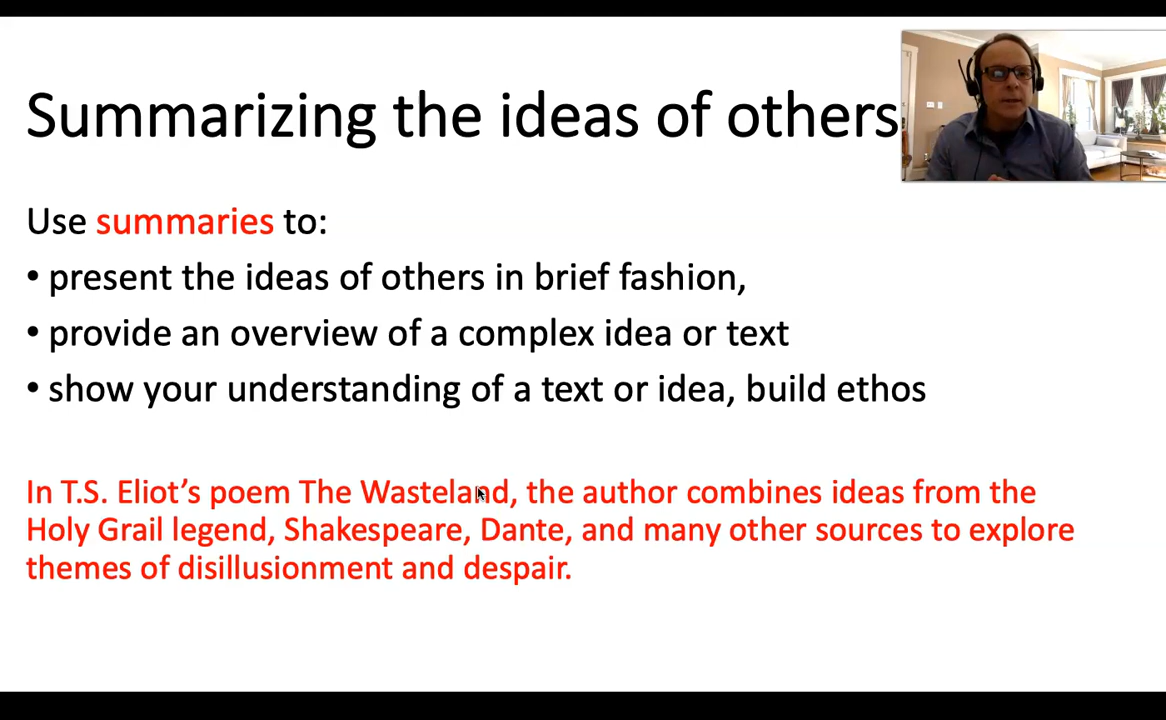 Summarizing the ideas of others
Use summaries to:
• present the ideas of others in brief fashion,
• provide an overview of a complex idea or text
• show your understanding of a text or idea, build ethos
In T.S. Eliot’s poem The Wasteland, the author combines ideas from the
Holy Grail legend, Shakespeare, Dante, and many other sources to explore
themes of disillusionment and despair.